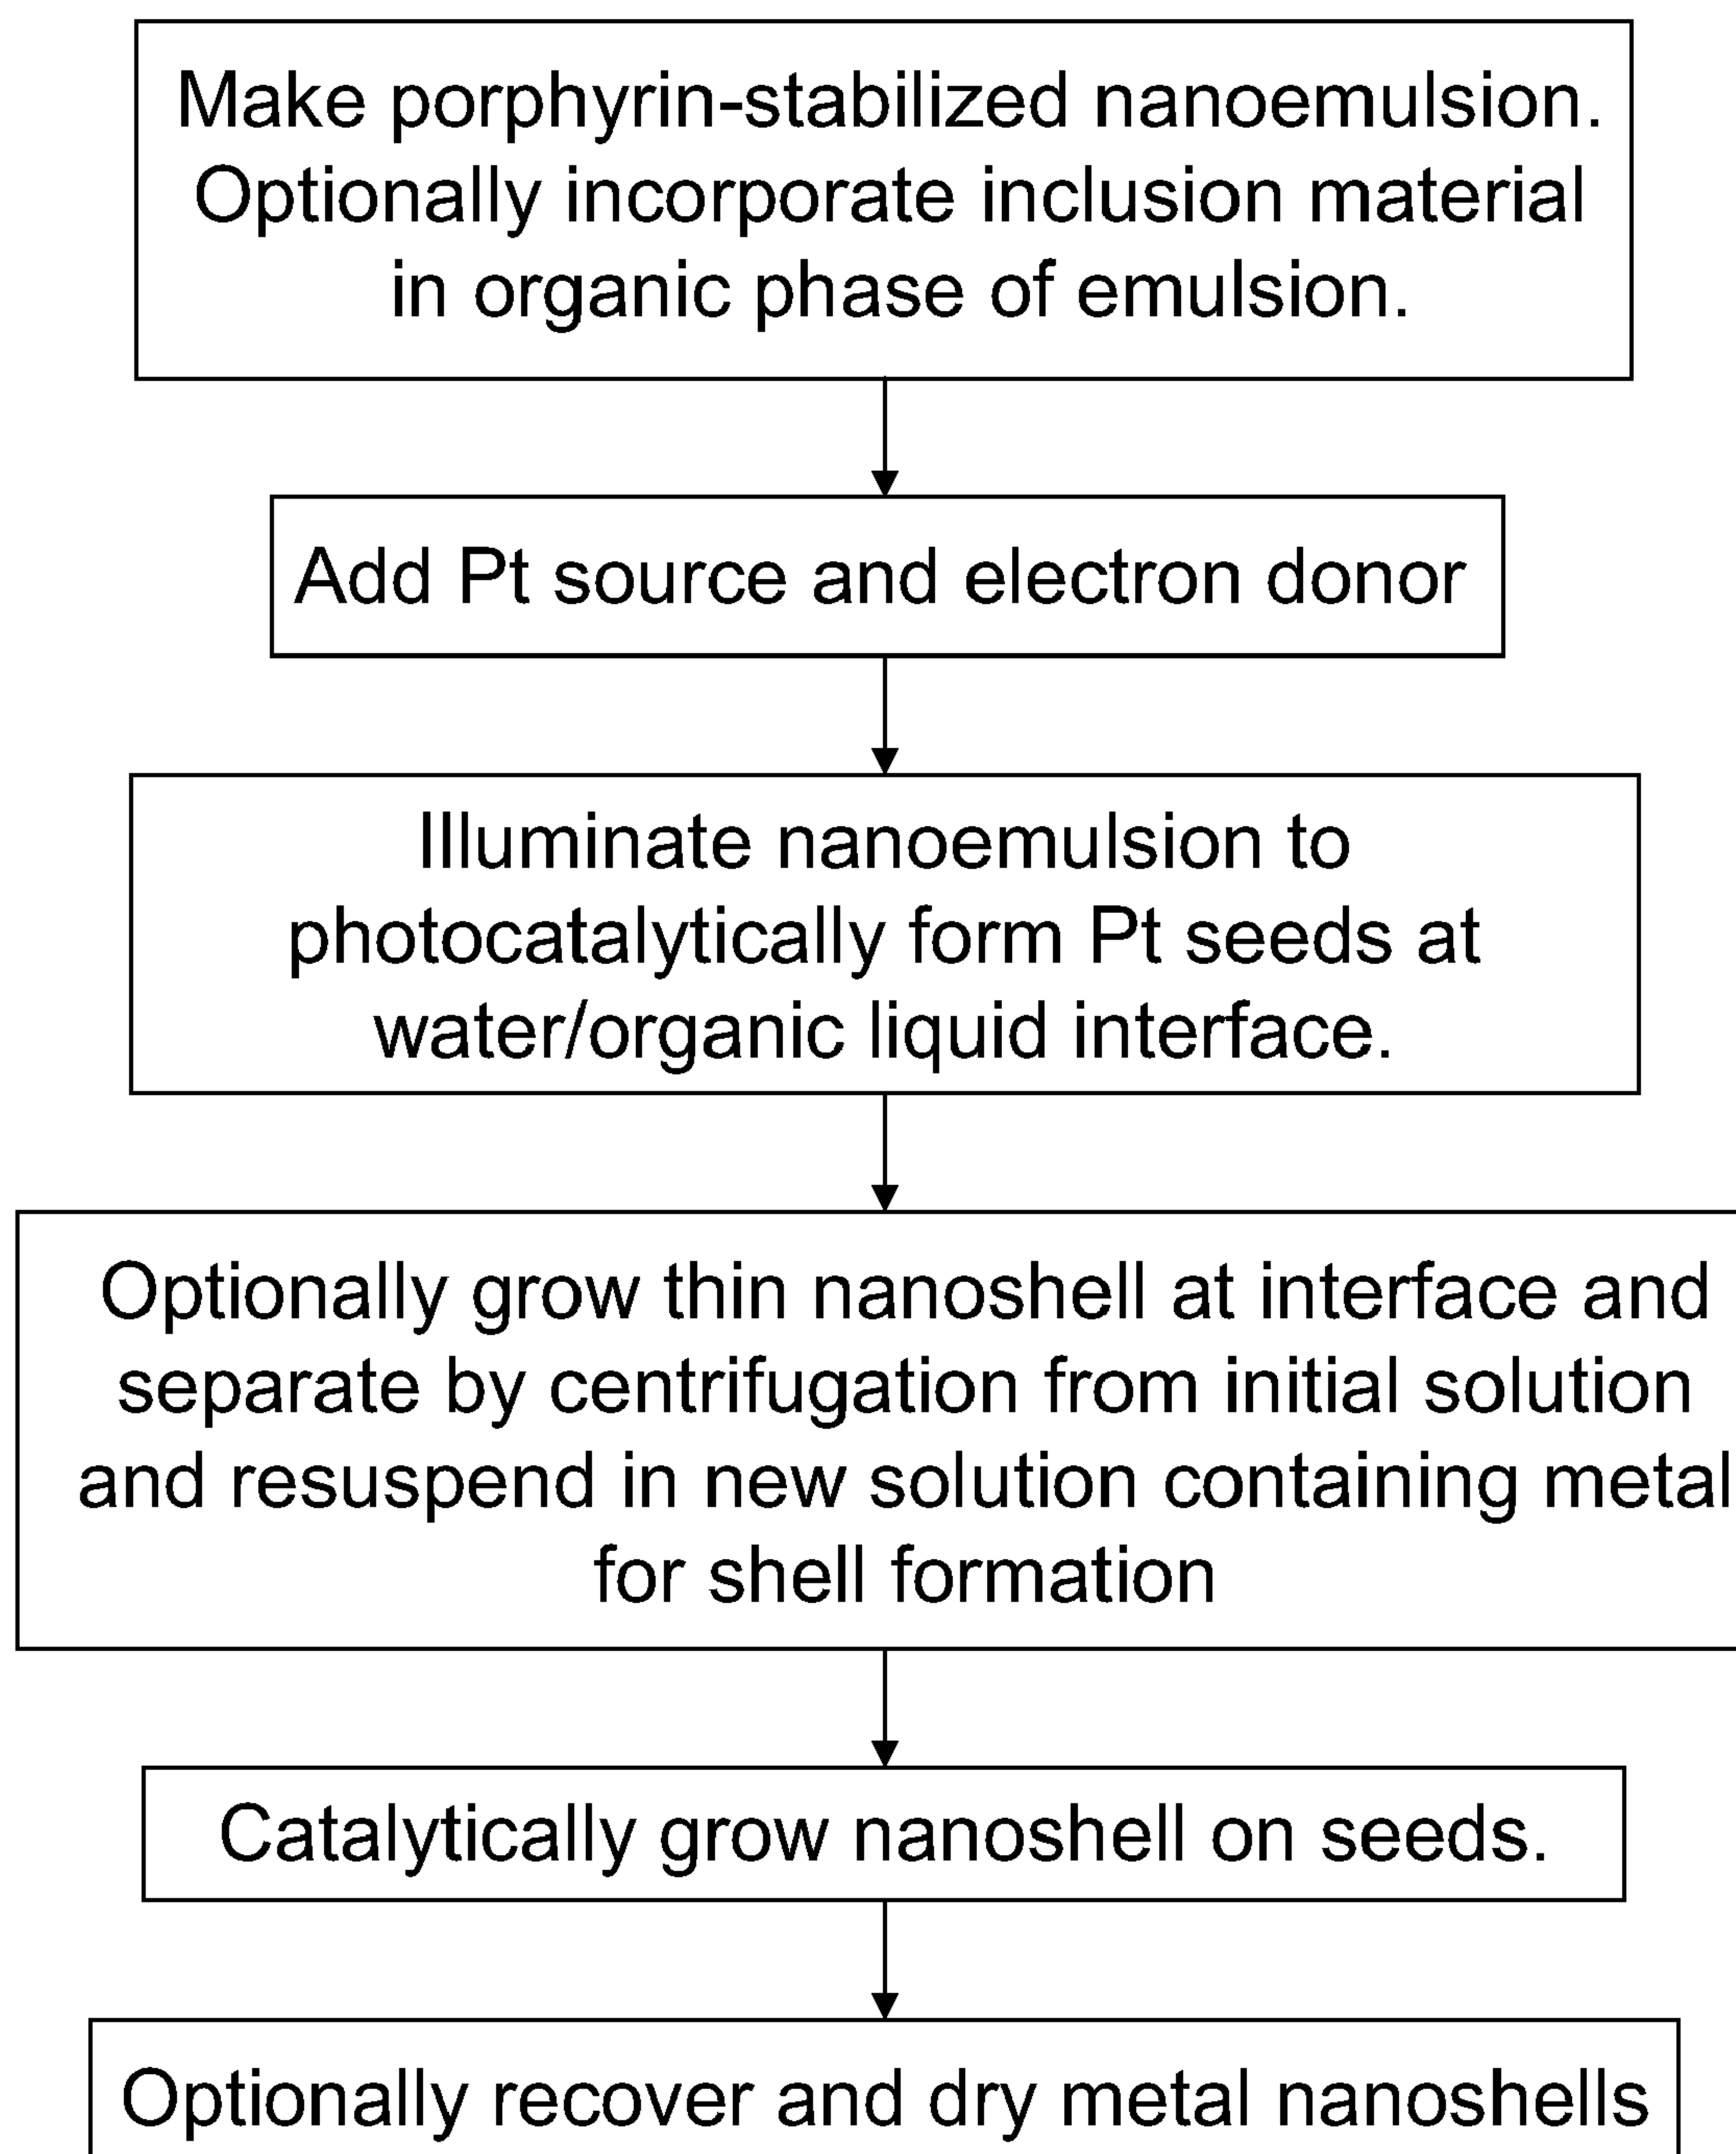 Make porphyrin-stabilized nanoemulsion.
Optionally incorporate inclusion material
in organic phase of emulsion.
Add Pt source and electron donor
Illuminate nanoemulsion to
photocatalytically form Pt seeds at
water/organic liquid interface.
Optionally grow thin nanoshell at interface and
separate by centrifugation from initial solution
and resuspend in new solution containing metal
for shell formation
Catalytically grow nanoshell on seeds.
Optionally recover and dry metal nanoshells